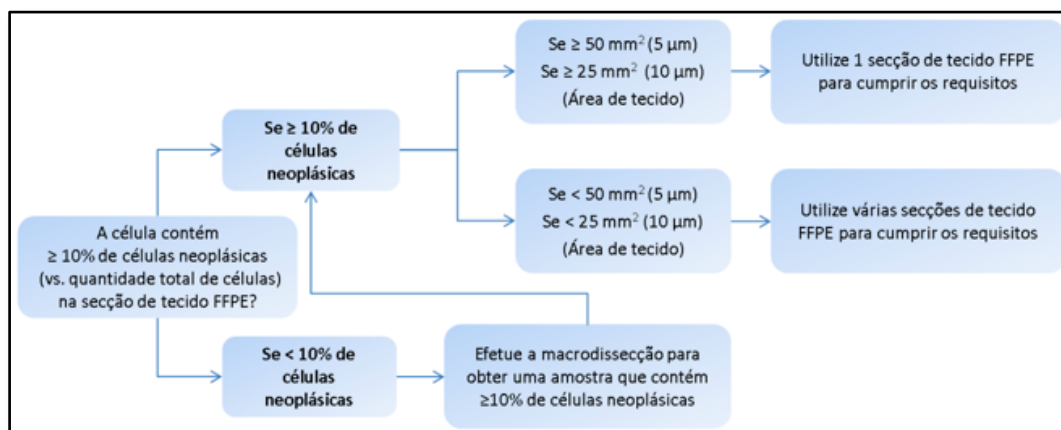 A célula contém
≥ 10% de células neoplásicas
(vs. quantidade total de células)
na secção de tecido FFPE?
Se ≥ 10% de
células
neoplásicas
Se ≥ 50 mm² (5 µm)
Se ≥ 25 mm² (10 µm)
(Área de tecido)
Utilize 1 secção de tecido FFPE
para cumprir os requisitos
Se < 50 mm² (5 µm)
Se < 25 mm² (10 µm)
(Área de tecido)
Utilize várias secções de tecido
FFPE para cumprir os requisitos
Se < 10% de
células
neoplásicas
Efetue a macrodissecção para
obter uma amostra que contém
≥10% de células neoplásicas